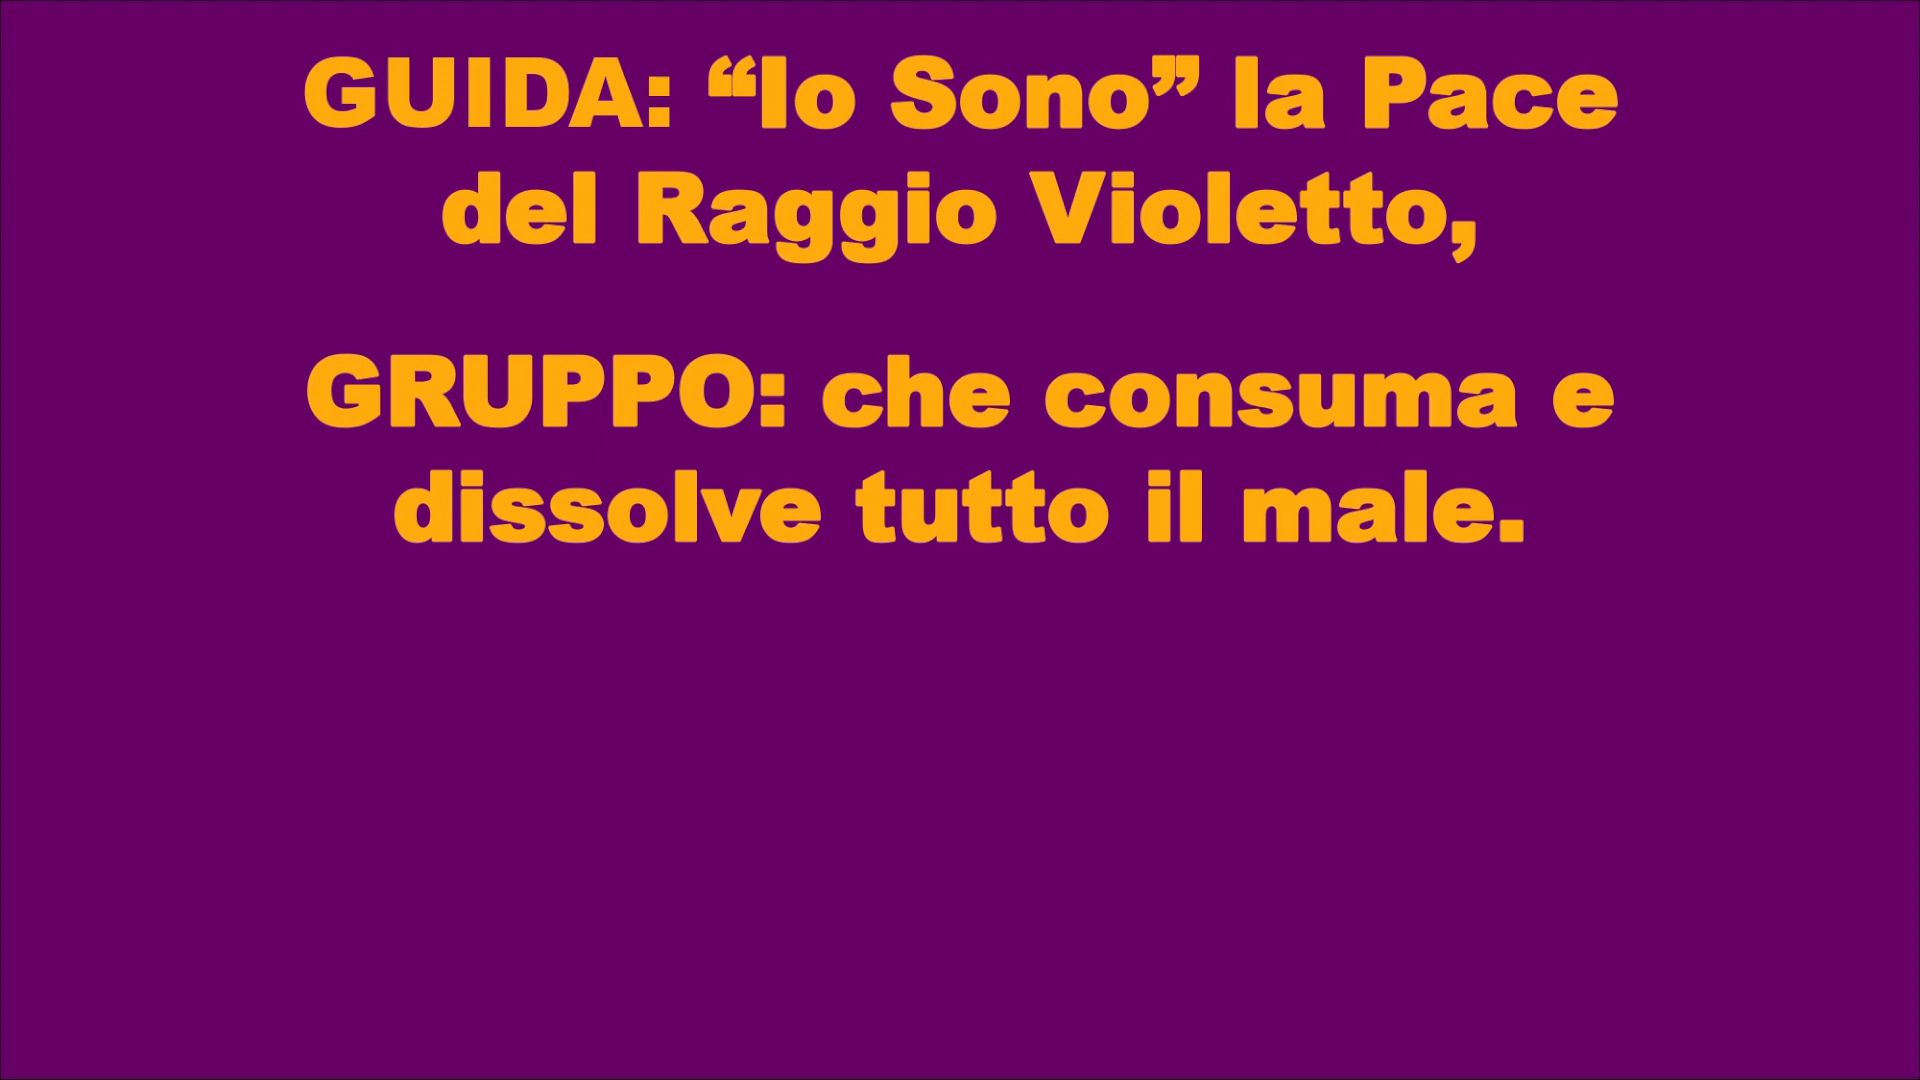 GUIDA: “Io Sono” la Pace
del Raggio Violetto,
GRUPPO: che consuma e
dissolve tutto il male.